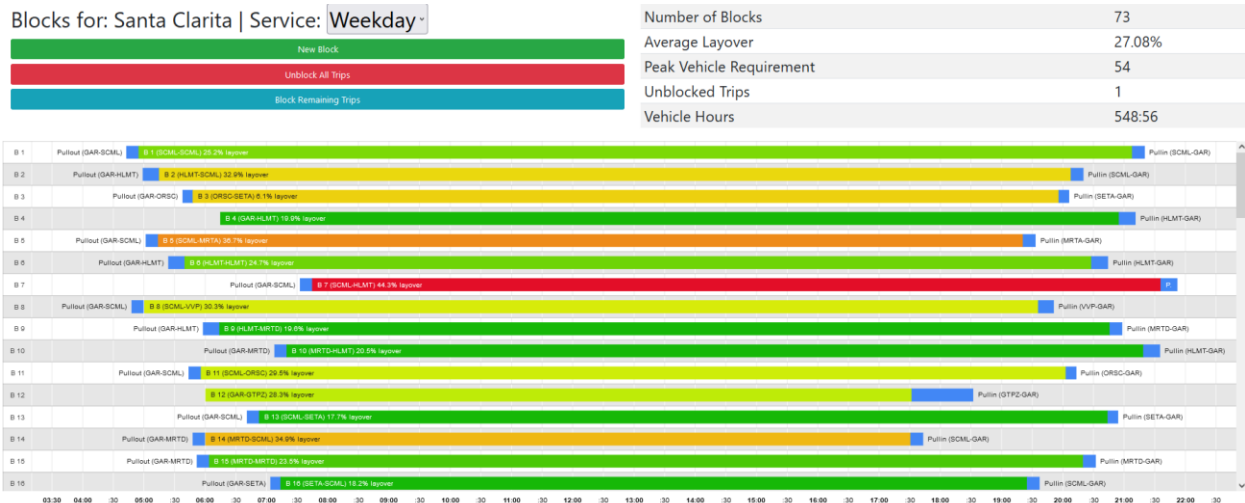 Blocks for: Santa Clarita | Service: Weekday
New Block
Unblock All Trips
Block Remaining Trips
Number of Blocks 73
Average Layover 27.08%
Peak Vehicle Requirement 54
Unblocked Trips 1
Vehicle Hours 548:56
B 1 Pullout (GAR-SCML) B 1 (SCML-SCML) 25.2% layover Pullin (SCML-GAR)
B 2 Pullout (GAR-HLMT) B 2 (HLMT-SCML) 32.9% layover Pullin (SCML-GAR)
B 3 Pullout (GAR-ORSC) B 3 (ORSC-SETA) 6.1% layover Pullin (SETA-GAR)
B 4 B 4 (GAR-HLMT) 19.9% layover Pullin (HLMT-GAR)
B 5 Pullout (GAR-SCML) B 5 (SCML-MRTA) 36.7% layover Pullin (MRTA-GAR)
B 6 Pullout (GAR-HLMT) B 6 (HLMT-HLMT) 24.7% layover Pullin (HLMT-GAR)
B 7 Pullout (GAR-SCML) B 7 (SCML-HLMT) 44.3% layover P.
B 8 Pullout (GAR-SCML) B 8 (SCML-VVP) 30.3% layover Pullin (VVP-GAR)
B 9 Pullout (GAR-HLMT) B 9 (HLMT-MRTD) 19.6% layover Pullin (MRTD-GAR)
B 10 Pullout (GAR-MRTD) B 10 (MRTD-HLMT) 20.5% layover Pullin (HLMT-GAR)
B 11 Pullout (GAR-SCML) B 11 (SCML-ORSC) 29.5% layover Pullin (ORSC-GAR)
B 12 B 12 (GAR-GTPZ) 28.3% layover Pullin (GTPZ-GAR)
B 13 Pullout (GAR-SCML) B 13 (SCML-SETA) 17.7% layover Pullin (SETA-GAR)
B 14 Pullout (GAR-MRTD) B 14 (MRTD-SCML) 34.9% layover Pullin (SCML-GAR)
B 15 Pullout (GAR-MRTD) B 15 (MRTD-MRTD) 23.5% layover Pullin (MRTD-GAR)
B 16 Pullout (GAR-SETA) B 16 (SETA-SCML) 18.2% layover Pullin (SCML-GAR)
03:30 04:00 :30 05:00 :30 06:00 :30 07:00 :30 08:00 :30 09:00 :30 10:00 :30 11:00 :30 12:00 :30 13:00 :30 14:00 :30 15:00 :30 16:00 :30 17:00 :30 18:00 :30 19:00 :30 20:00 :30 21:00 :30 22:00 :30